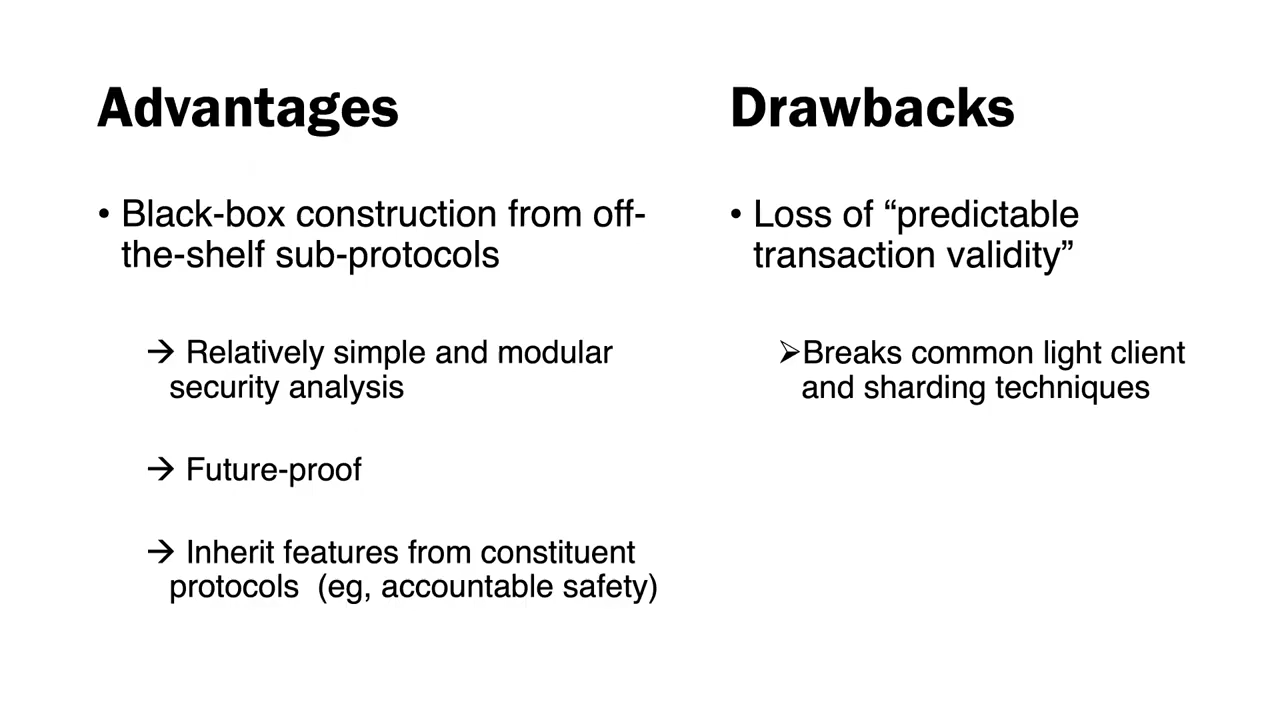 Advantages
• Black-box construction from off-
the-shelf sub-protocols
→ Relatively simple and modular
security analysis
→ Future-proof
→ Inherit features from constituent
protocols (eg, accountable safety)
Drawbacks
• Loss of “predictable
transaction validity”
➢Breaks common light client
and sharding techniques